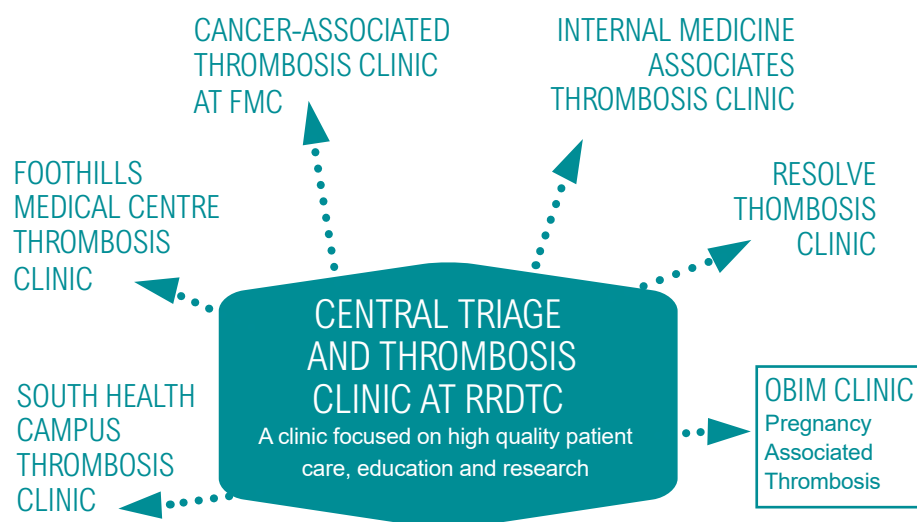 CANCER-ASSOCIATED
THROMBOSIS CLINIC
AT FMC
INTERNAL MEDICINE
ASSOCIATES
THROMBOSIS CLINIC
FOOTHILLS
MEDICAL CENTRE
THROMBOSIS
CLINIC
RESOLVE
THOMBOSIS
CLINIC
CENTRAL TRIAGE
AND THROMBOSIS
CLINIC AT RRDTC
A clinic focused on high quality patient
care, education and research
SOUTH HEALTH
CAMPUS
THROMBOSIS
CLINIC
OBIM CLINIC
Pregnancy
Associated
Thrombosis